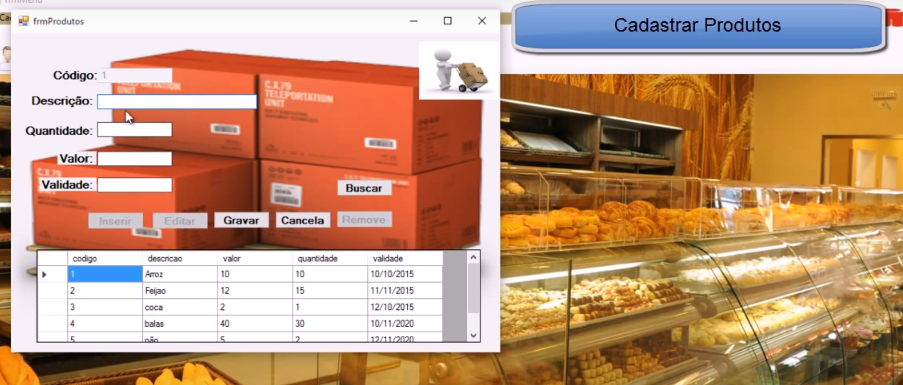 frmMenu
frmProdutos
Cadastrar Produtos
Código: 1
Descrição:
Quantidade:
Valor:
Validade:
Buscar
Inserir Editar Gravar Cancela Remove
C.X.79
TELEPORTATION
UNIT
codigo descricao valor quantidade validade
1 Arroz 10 10 10/10/2015
2 Feijao 12 15 11/11/2015
3 coca 2 1 12/10/2015
4 balas 40 30 10/11/2020
5 pão 5 2 12/11/2020